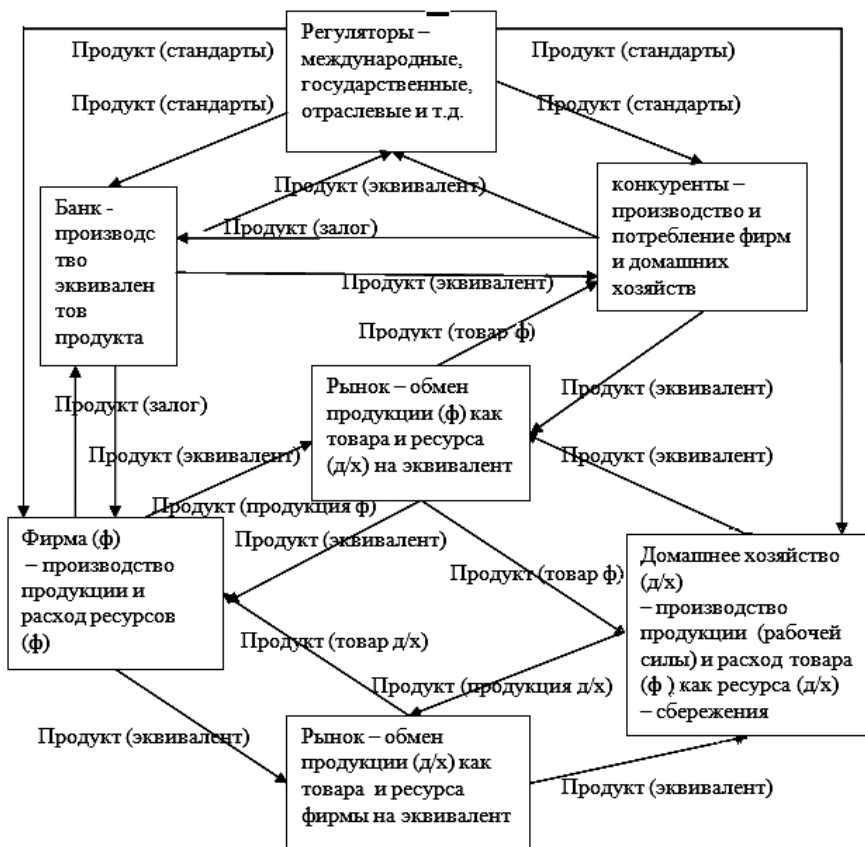 Регуляторы –
международные,
государственные,
отраслевые и т.д.
Продукт (стандарты)
Продукт (стандарты)
Продукт (стандарты)
Продукт (стандарты)
Продукт (эквивалент)
Банк -
производс
тво
эквивален
тов
продукта
конкуренты –
производство и
потребление фирм
и домашних
хозяйств
Продукт (залог)
Продукт (эквивалент)
Продукт (товар ф)
Рынок – обмен
продукции (ф) как
товара и ресурса
(д/х) на эквивалент
Продукт (эквивалент)
Продукт (залог)
Продукт (эквивалент)
Продукт (эквивалент)
Продукт (продукция ф)
Фирма (ф)
– производство
продукции и
расход ресурсов
(ф)
Продукт (эквивалент)
Продукт (товар ф)
Домашнее хозяйство
(д/х)
– производство
продукции (рабочей
силы) и расход товара
(ф ) как ресурса (д/х)
– сбережения
Продукт (товар д/х)
Продукт (продукция д/х)
Продукт (эквивалент)
Рынок – обмен
продукции (д/х) как
товара и ресурса
фирмы на эквивалент
Продукт (эквивалент)